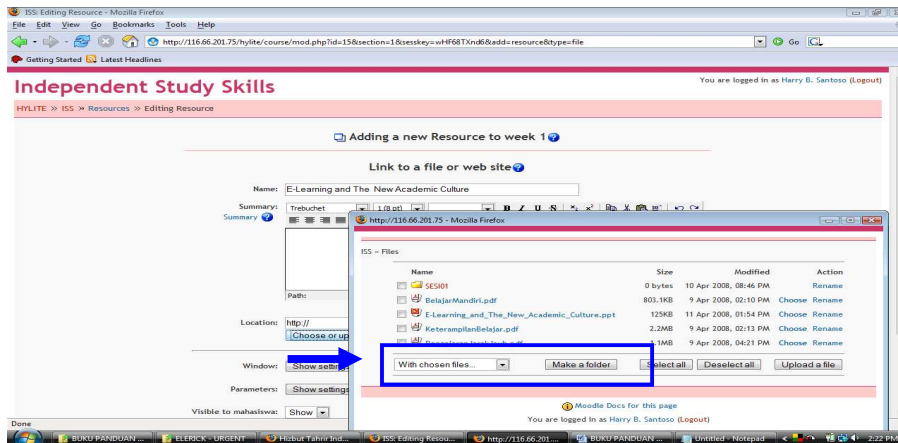 ISS: Editing Resource - Mozilla Firefox
File Edit View Go Bookmarks Tools Help
http://116.66.201.75/hylite/course/mod.php?id=15&section=1&sesskey=wHF68TXnd6&add=resource&type=file
Go
Getting Started Latest Headlines
Independent Study Skills
You are logged in as Harry B. Santoso (Logout)
HYLITE » ISS » Resources » Editing Resource
Adding a new Resource to week 1
Link to a file or web site
Name: E-Learning and The New Academic Culture
Summary: Trebuchet 1 (8 pt) B I U S
Summary
Path:
Location: http://
Choose or up
Window: Show setting
Parameters: Show setting
Visible to mahasiswa: Show
http://116.66.201.75 - Mozilla Firefox
ISS » Files
Name Size Modified Action
SESI01 0 bytes 10 Apr 2008, 08:46 PM Rename
BelajarMandiri.pdf 803.1KB 9 Apr 2008, 02:10 PM Choose Rename
E-Learning_and_The_New_Academic_Culture.ppt 125KB 11 Apr 2008, 01:54 PM Choose Rename
KeterampilanBelajar.pdf 2.2MB 9 Apr 2008, 02:13 PM Choose Rename
1.1MB 9 Apr 2008, 04:21 PM Choose Rename
With chosen files... Make a folder Select all Deselect all Upload a file
Moodle Docs for this page
You are logged in as Harry B. Santoso (Logout)
Done
BUKU PANDUAN ... ELERICK - URGENT Hizbut Tahrir Ind... ISS: Editing Resou... http://116.66.201.... BUKU PANDUAN ... Untitled - Notepad 2:22 PM